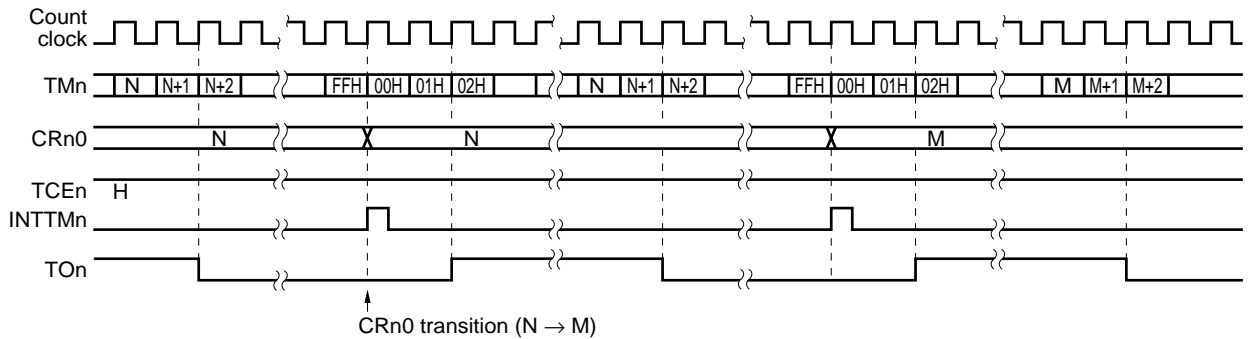 Count
clock
TMn N N+1 N+2 FFH 00H 01H 02H N N+1 N+2 FFH 00H 01H 02H M M+1 M+2
CRn0 N N M
TCEn H
INTTMn
TOn
CRn0 transition (N → M)